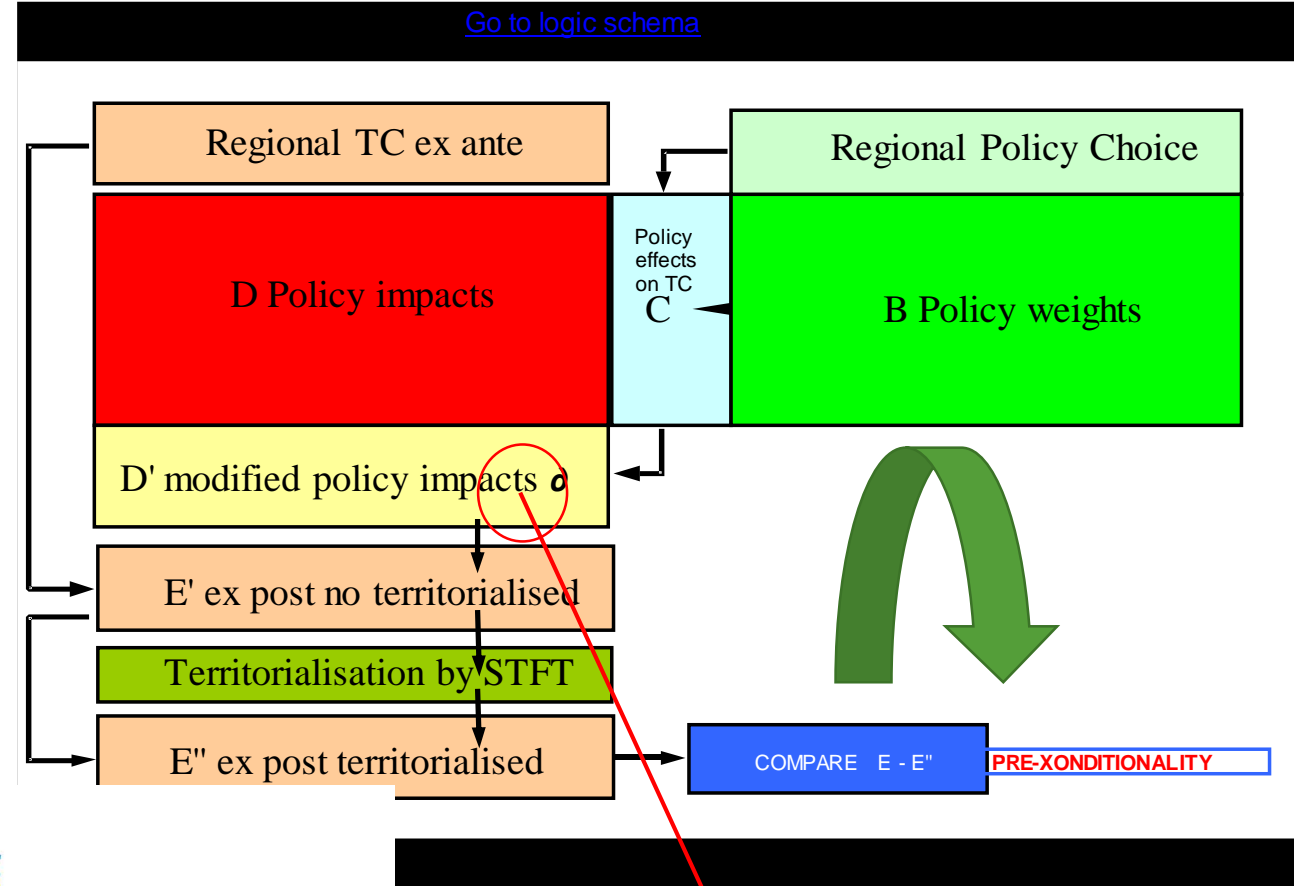 Go to logic schema
Regional TC ex ante
Regional Policy Choice
D Policy impacts
Policy
effects
on TC
C
B Policy weights
D' modified policy impacts
E' ex post no territorialised
Territorialisation by STFT
E" ex post territorialised
COMPARE E - E"
PRE-XONDITIONALITY